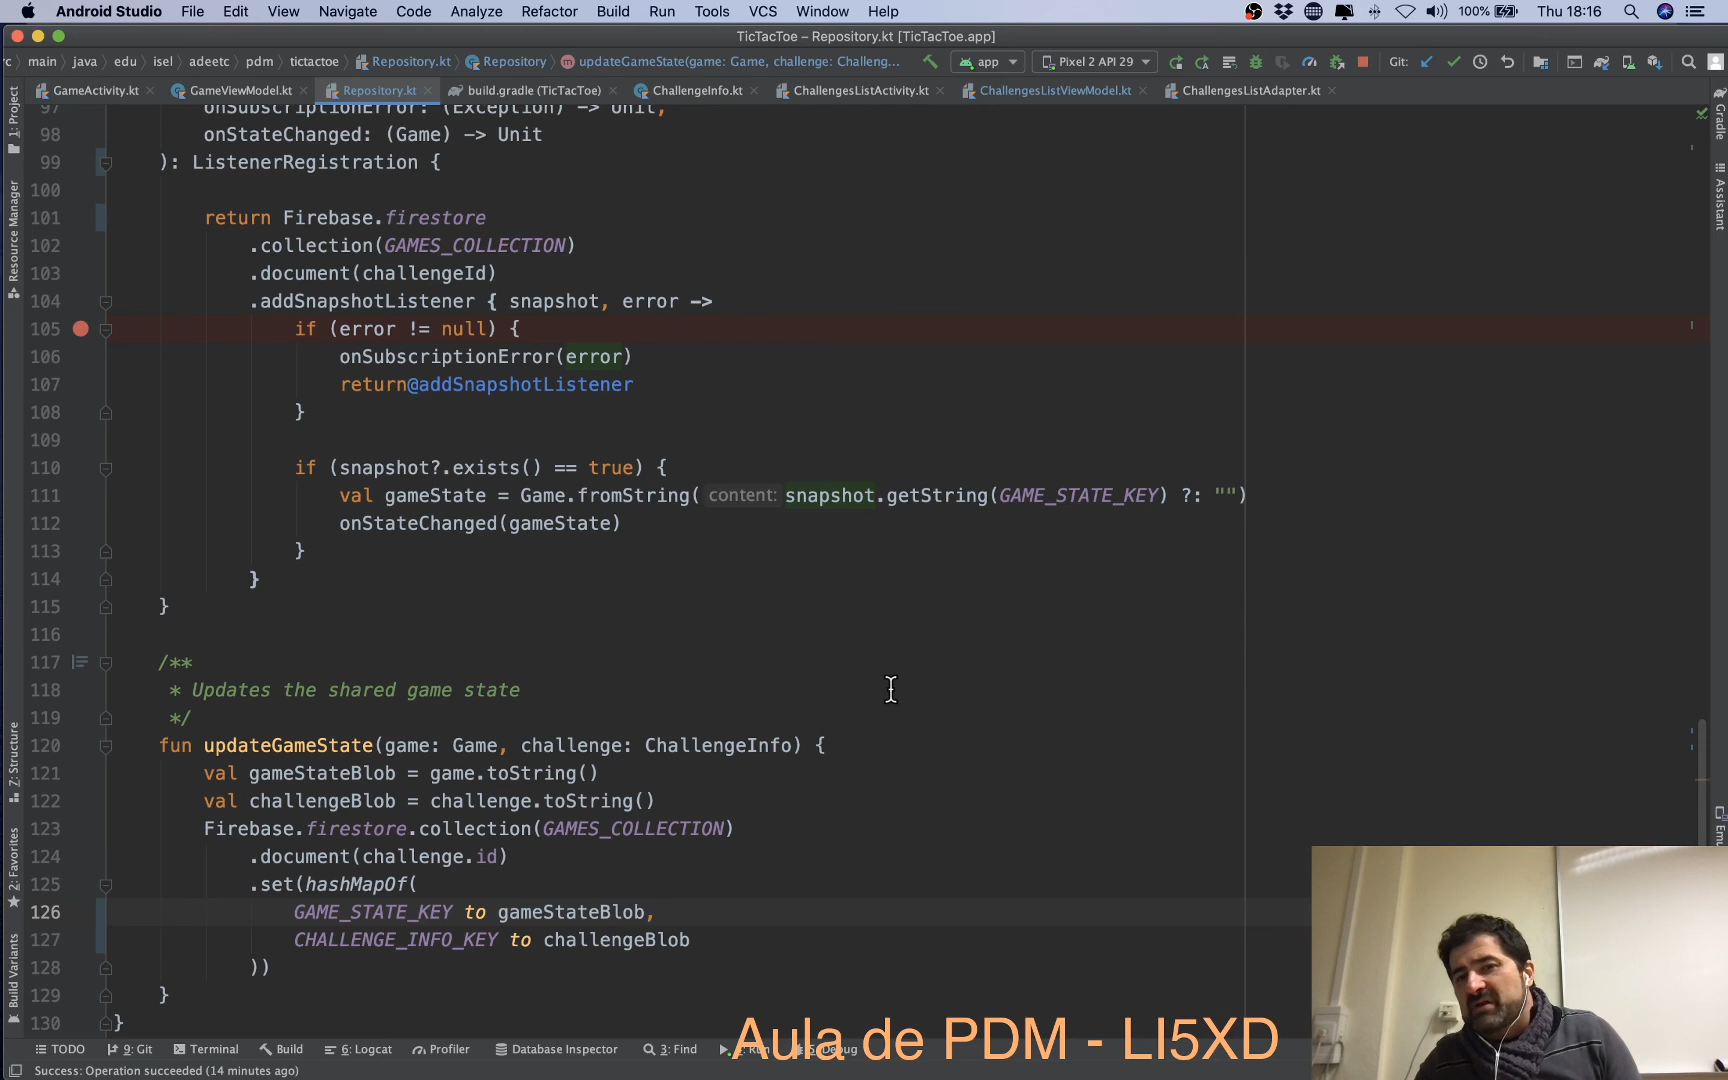 Android Studio File Edit View Navigate Code Analyze Refactor Build Run Tools VCS Window Help 100% Thu 18:16
TicTacToe – Repository.kt [TicTacToe.app]
rc main java edu isel adeetc pdm tictactoe Repository.kt Repository updateGameState(game: Game, challenge: Challeng... app Pixel 2 API 29 Git:
GameActivity.kt GameViewModel.kt Repository.kt build.gradle (TicTacToe) ChallengeInfo.kt ChallengesListActivity.kt ChallengesListViewModel.kt ChallengesListAdapter.kt
97 onSubscriptionError: (Exception) -> Unit,
98 onStateChanged: (Game) -> Unit
99 ): ListenerRegistration {
100
101 return Firebase.firestore
102 .collection(GAMES_COLLECTION)
103 .document(challengeId)
104 .addSnapshotListener { snapshot, error ->
105 if (error != null) {
106 onSubscriptionError(error)
107 return@addSnapshotListener
108 }
109
110 if (snapshot?.exists() == true) {
111 val gameState = Game.fromString( content: snapshot.getString(GAME_STATE_KEY) ?: "")
112 onStateChanged(gameState)
113 }
114 }
115 }
116
117 /**
118 * Updates the shared game state
119 */
120 fun updateGameState(game: Game, challenge: ChallengeInfo) {
121 val gameStateBlob = game.toString()
122 val challengeBlob = challenge.toString()
123 Firebase.firestore.collection(GAMES_COLLECTION)
124 .document(challenge.id)
125 .set(hashMapOf(
126 GAME_STATE_KEY to gameStateBlob,
127 CHALLENGE_INFO_KEY to challengeBlob
128 ))
129 }
130 }
1: Project
Resource Manager
Z: Structure
2: Favorites
Build Variants
Gradle
Assistant
Aula de PDM - LI5XD
TODO 9: Git Terminal Build 6: Logcat Profiler Database Inspector 3: Find
Success: Operation succeeded (14 minutes ago)